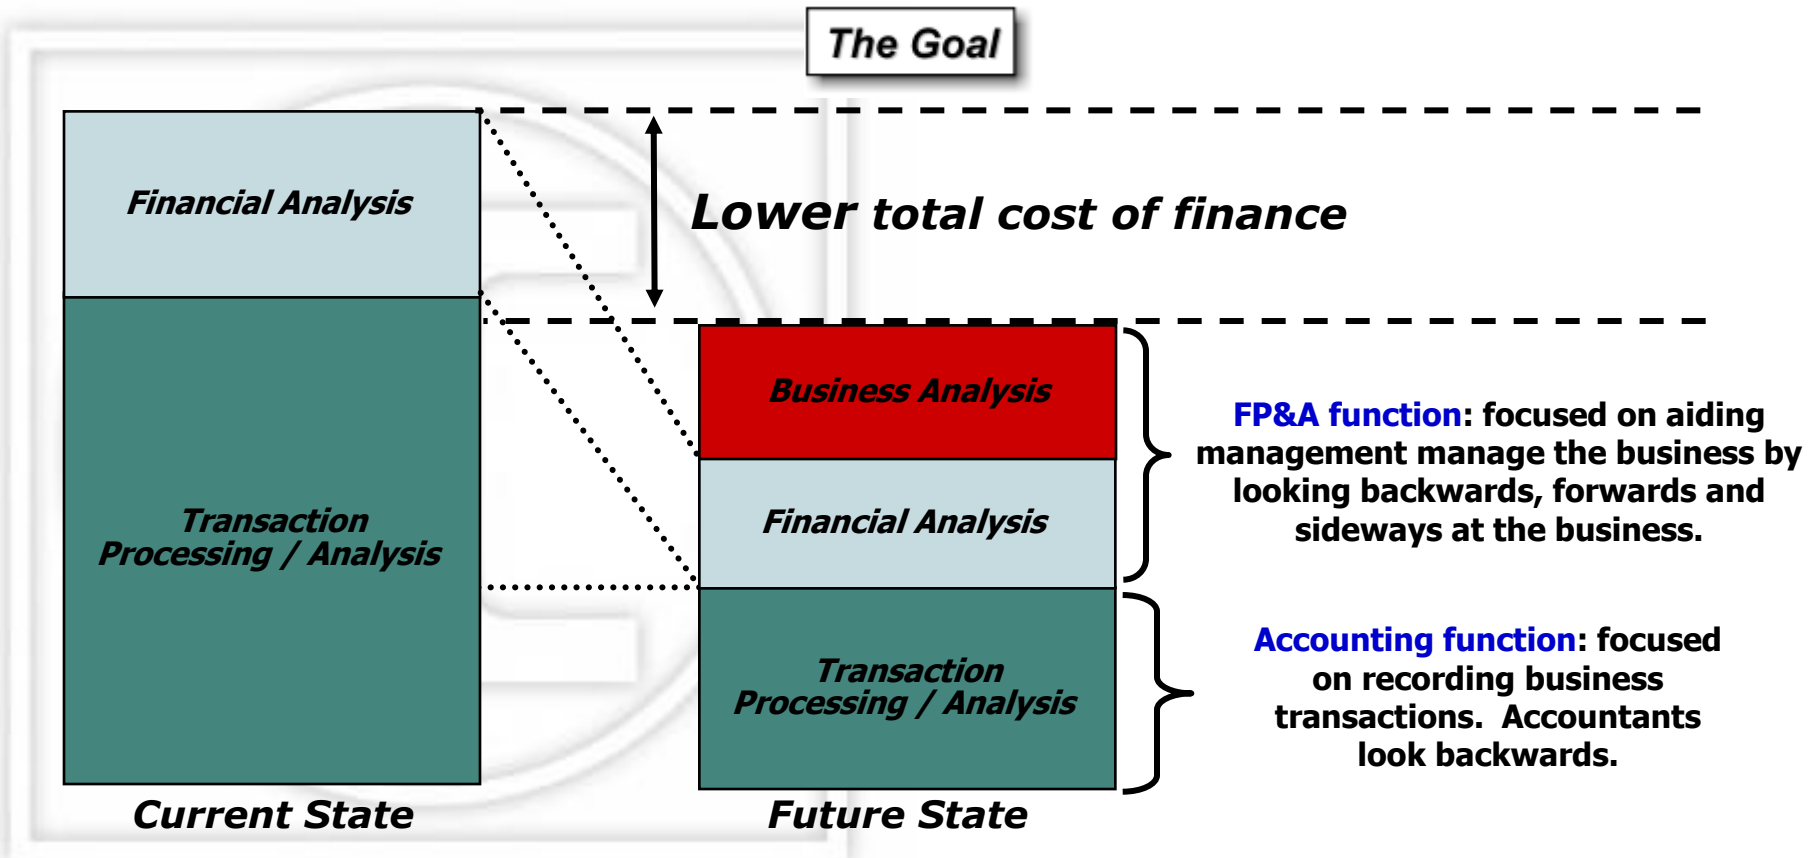 The Goal
Financial Analysis
Transaction
Processing / Analysis
Current State
Lower total cost of finance
Business Analysis
Financial Analysis
Transaction
Processing / Analysis
Future State
FP&A function: focused on aiding
management manage the business by
looking backwards, forwards and
sideways at the business.
Accounting function: focused
on recording business
transactions.  Accountants
look backwards.